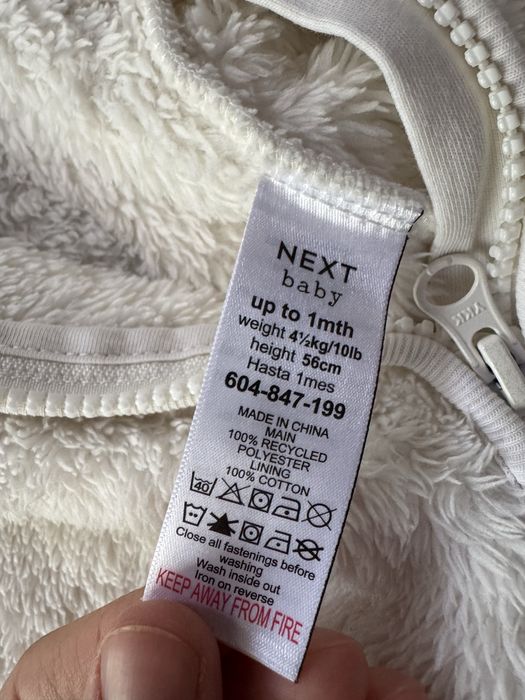 NEXT
baby
up to 1mth
weight 4½kg/10lb
height 56cm
Hasta 1mes
604-847-199
MADE IN CHINA
MAIN
100% RECYCLED
POLYESTER
LINING
100% COTTON
40
Close all fastenings before
washing
Wash inside out
Iron on reverse
KEEP AWAY FROM FIRE
YKK